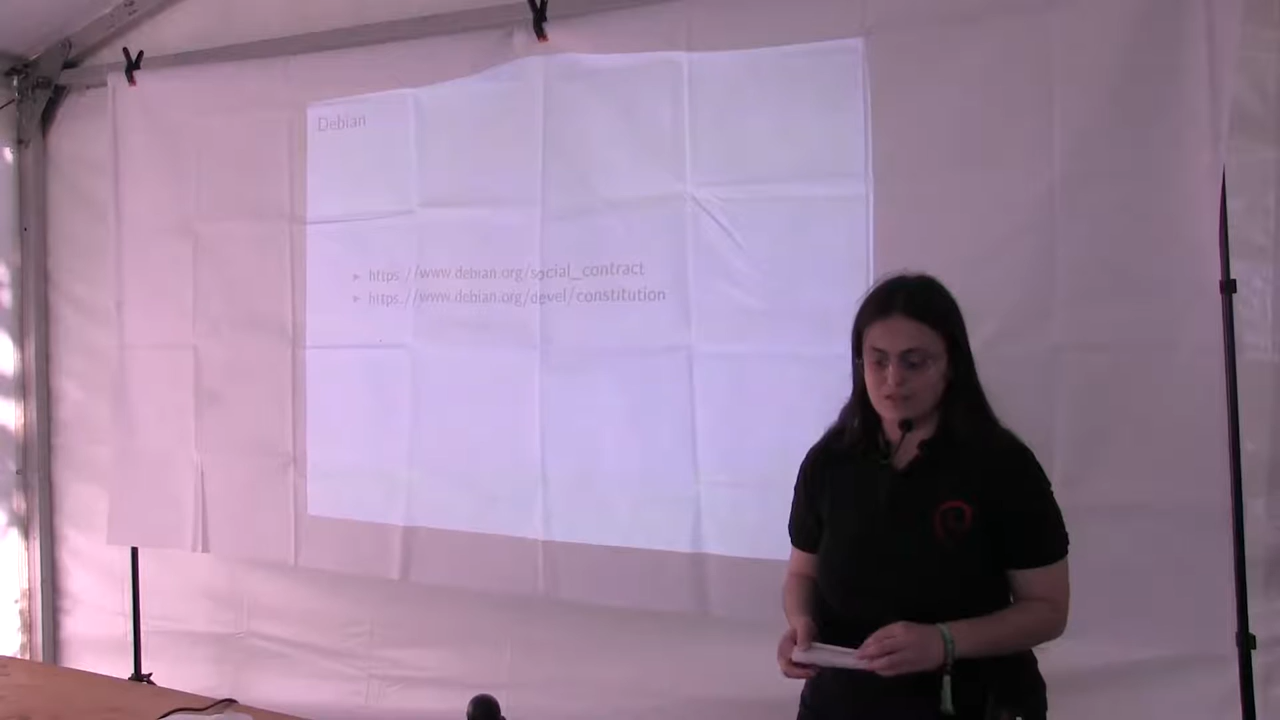 Debian
► https://www.debian.org/social_contract
► https://www.debian.org/devel/constitution